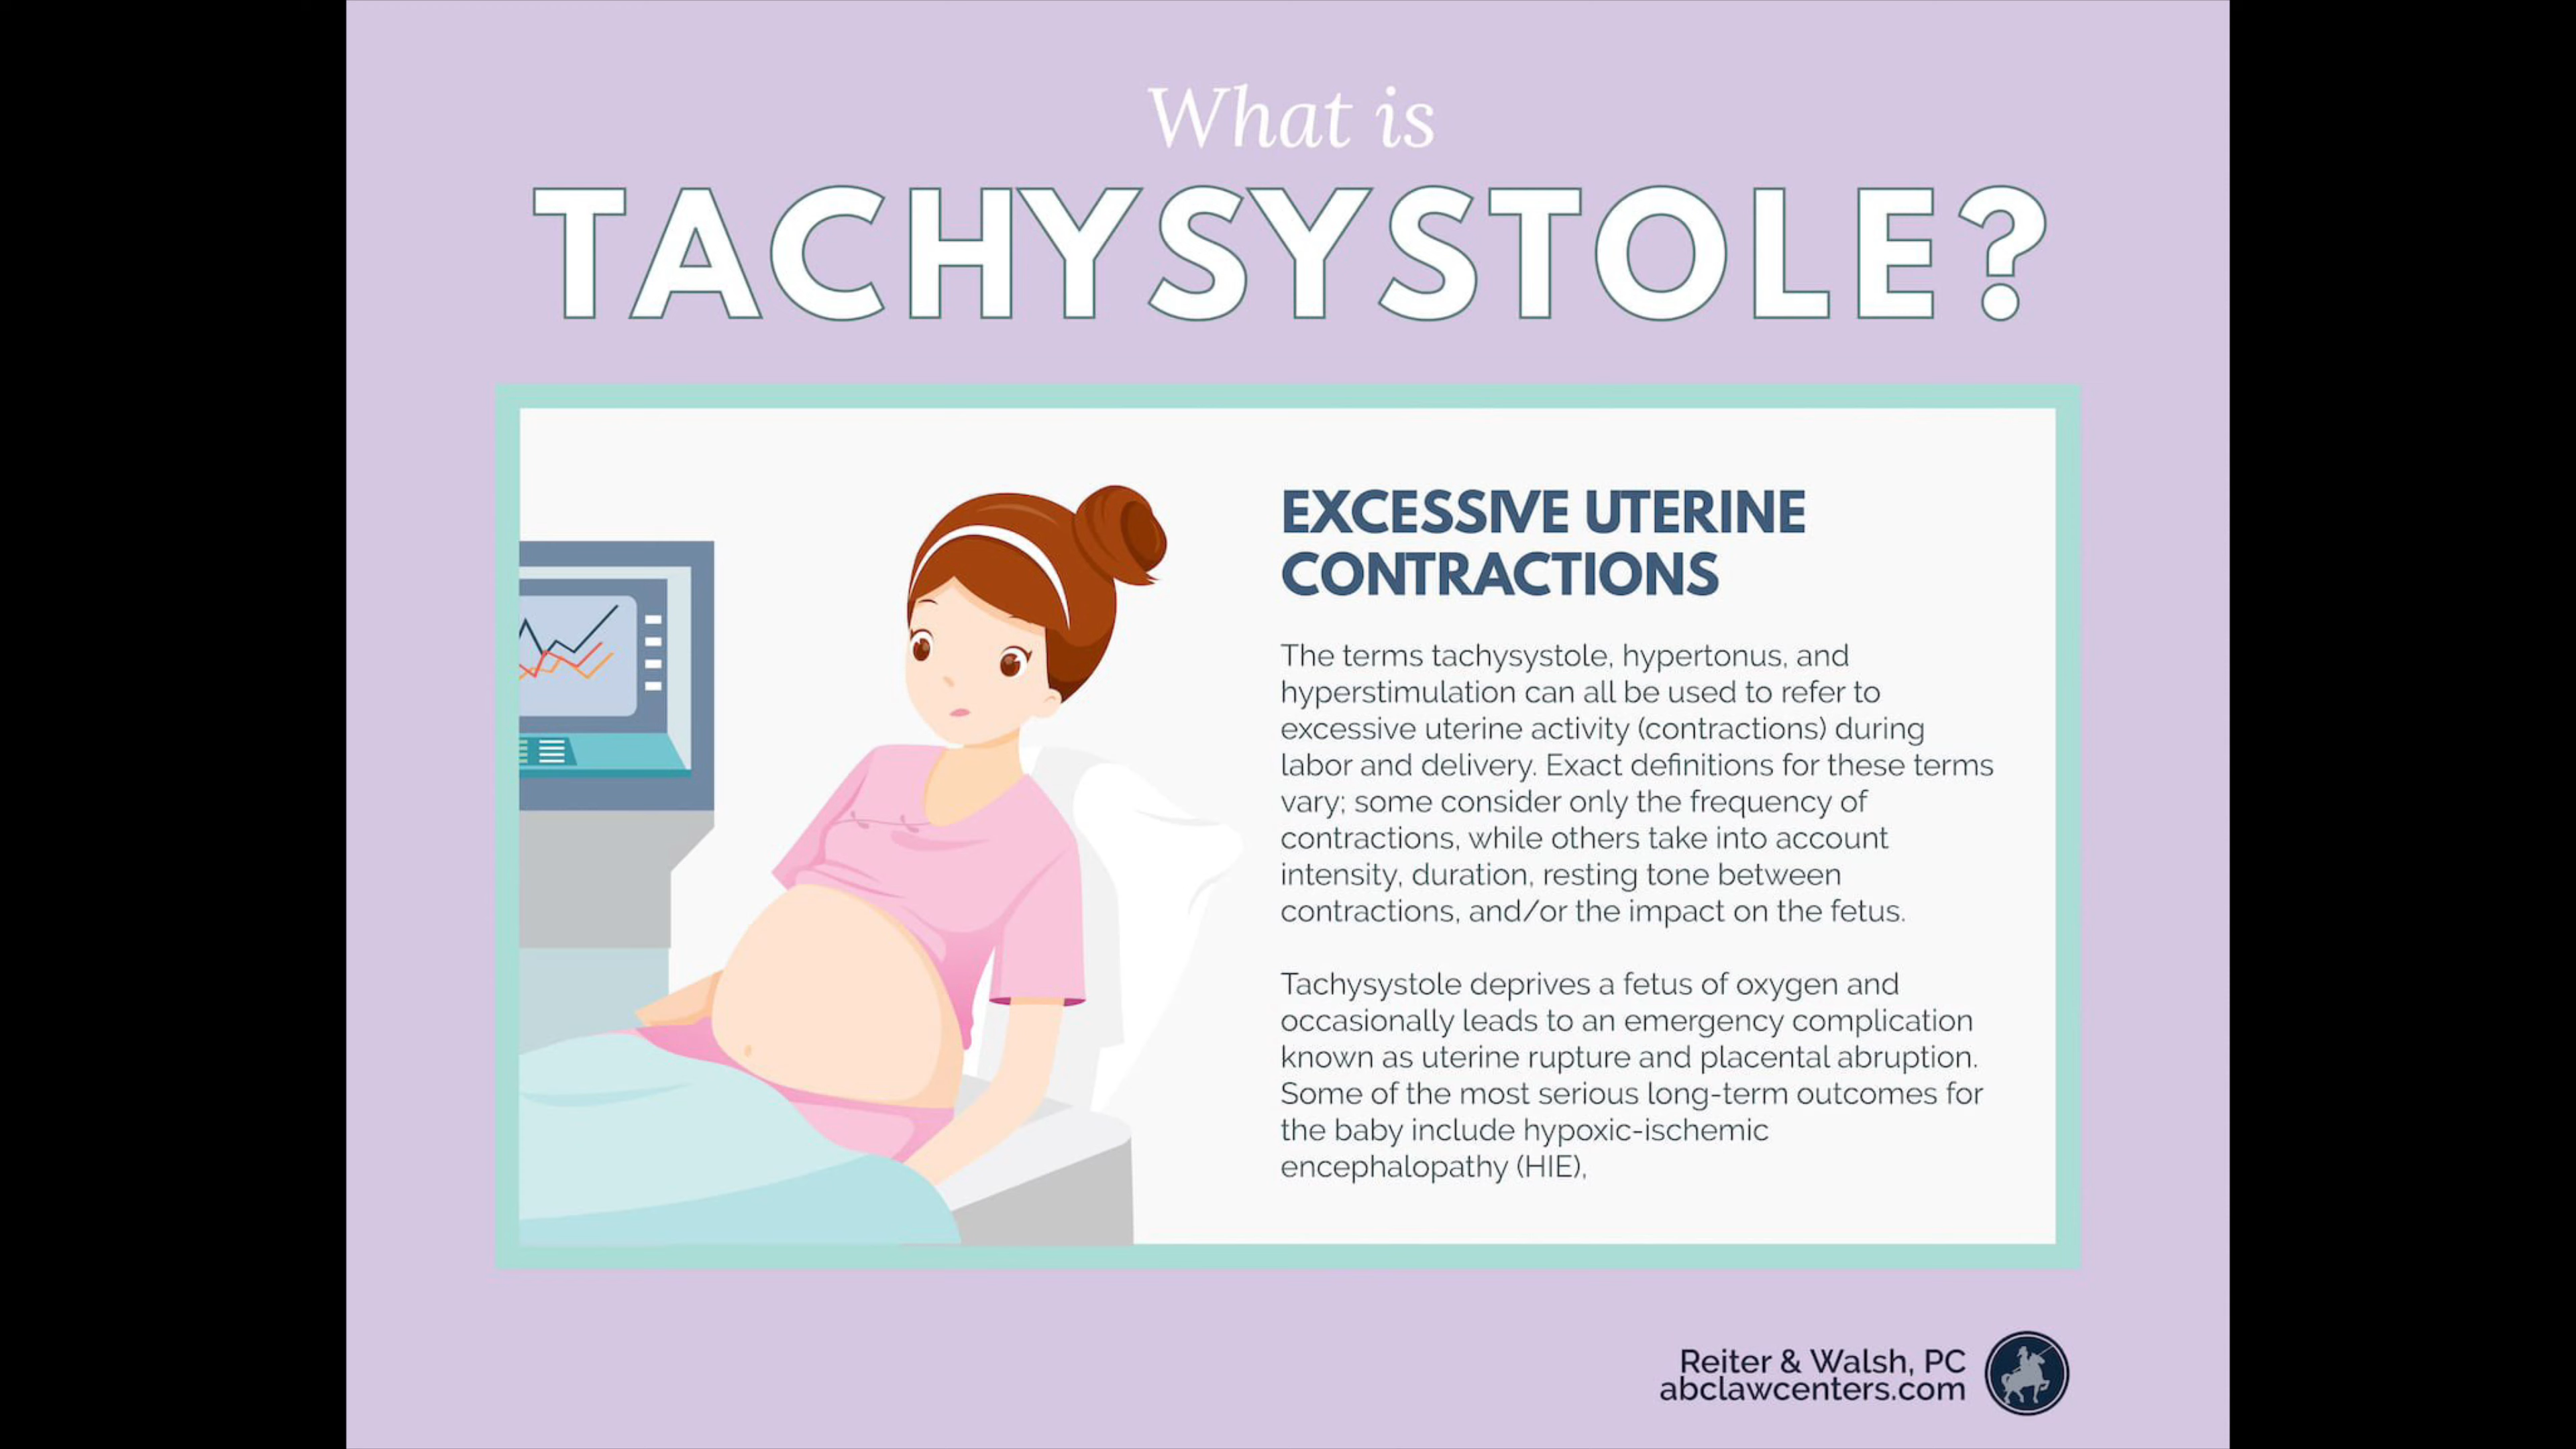 What is
TACHYSYSTOLE?
EXCESSIVE UTERINE
CONTRACTIONS
The terms tachysystole, hypertonus, and
hyperstimulation can all be used to refer to
excessive uterine activity (contractions) during
labor and delivery. Exact definitions for these terms
vary; some consider only the frequency of
contractions, while others take into account
intensity, duration, resting tone between
contractions, and/or the impact on the fetus.
Tachysystole deprives a fetus of oxygen and
occasionally leads to an emergency complication
known as uterine rupture and placental abruption.
Some of the most serious long-term outcomes for
the baby include hypoxic-ischemic
encephalopathy (HIE),
Reiter & Walsh, PC
abclawcenters.com